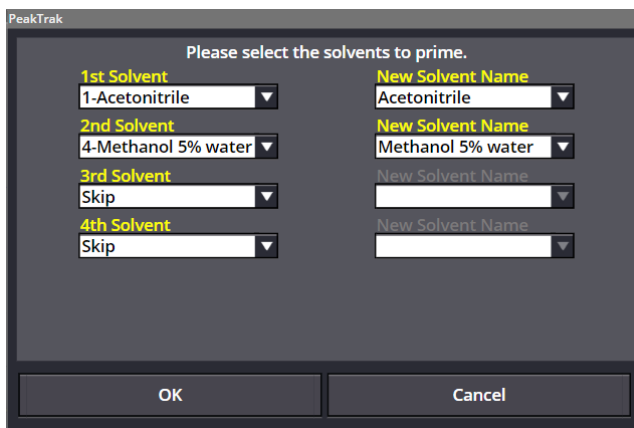 PeakTrak
Please select the solvents to prime.
1st Solvent New Solvent Name
1-Acetonitrile Acetonitrile
2nd Solvent New Solvent Name
4-Methanol 5% water Methanol 5% water
3rd Solvent New Solvent Name
Skip
4th Solvent New Solvent Name
Skip
OK Cancel